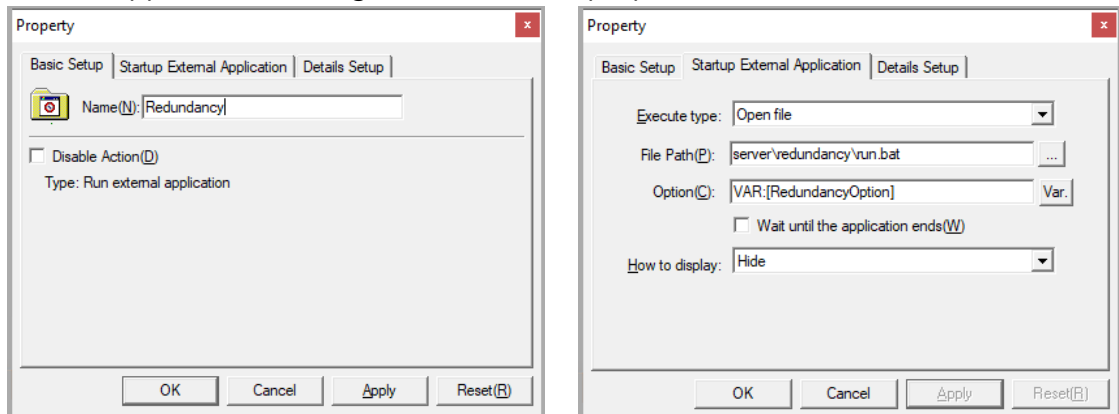 Property
x
Basic Setup
Startup External Application
Details Setup
Name(N): Redundancy
Disable Action(D)
Type: Run external application
OK
Cancel
Apply
Reset(R)
Property
x
Basic Setup
Startup External Application
Details Setup
Execute type: Open file
File Path(P): server\redundancy\run.bat ...
Option(C): VAR:[RedundancyOption] Var.
Wait until the application ends(W)
How to display: Hide
OK
Cancel
Apply
Reset(R)